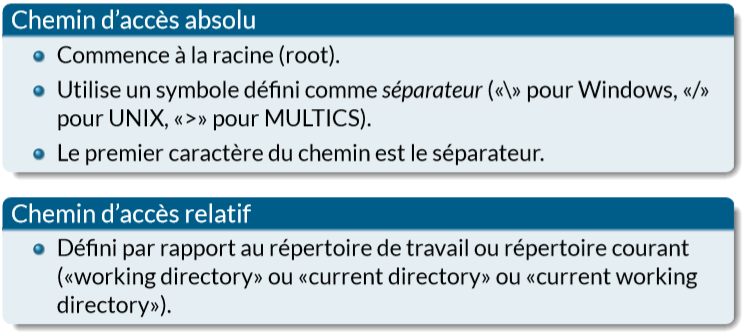 Chemin d’accès absolu
Commence à la racine (root).
Utilise un symbole défini comme séparateur («\» pour Windows, «/»
pour UNIX, «>» pour MULTICS).
Le premier caractère du chemin est le séparateur.
Chemin d’accès relatif
Défini par rapport au répertoire de travail ou répertoire courant
(«working directory» ou «current directory» ou «current working
directory»).